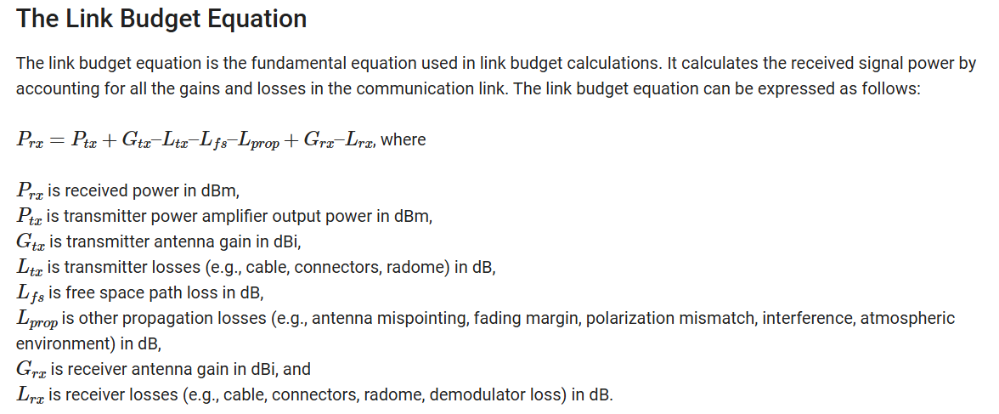 The Link Budget Equation
The link budget equation is the fundamental equation used in link budget calculations. It calculates the received signal power by
accounting for all the gains and losses in the communication link. The link budget equation can be expressed as follows:
P_{rx} = P_{tx} + G_{tx}–L_{tx}–L_{fs}–L_{prop} + G_{rx}–L_{rx}, where
P_{rx} is received power in dBm,
P_{tx} is transmitter power amplifier output power in dBm,
G_{tx} is transmitter antenna gain in dBi,
L_{tx} is transmitter losses (e.g., cable, connectors, radome) in dB,
L_{fs} is free space path loss in dB,
L_{prop} is other propagation losses (e.g., antenna mispointing, fading margin, polarization mismatch, interference, atmospheric
environment) in dB,
G_{rx} is receiver antenna gain in dBi, and
L_{rx} is receiver losses (e.g., cable, connectors, radome, demodulator loss) in dB.